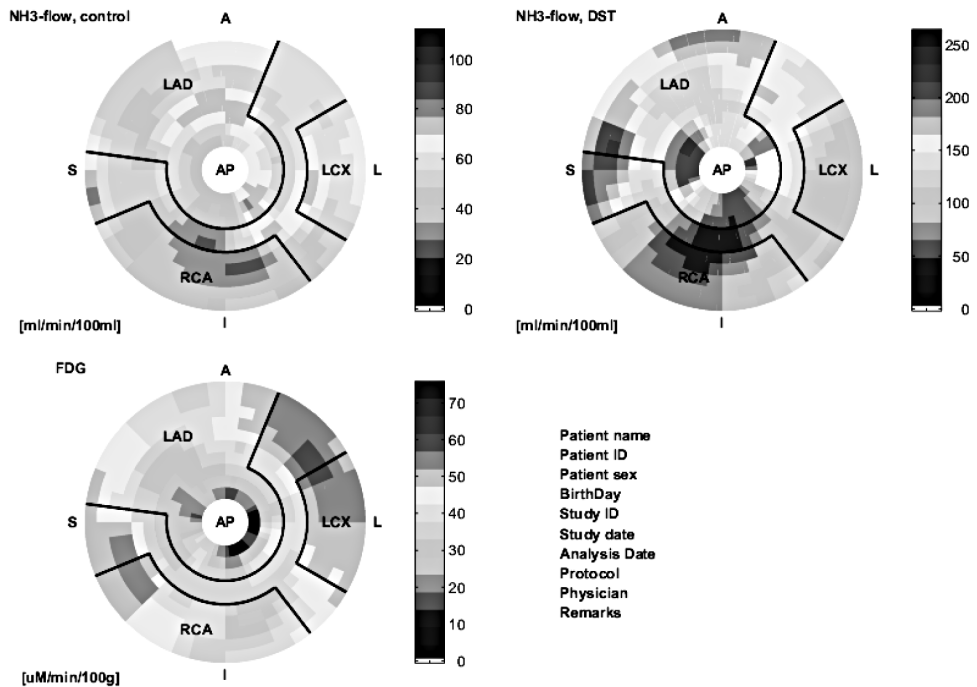 NH3-flow, control
A
LAD
S
AP
LCX
L
RCA
I
[ml/min/100ml]
100
80
60
40
20
0
NH3-flow, DST
A
LAD
S
AP
LCX
L
RCA
I
[ml/min/100ml]
250
200
150
100
50
0
FDG
A
LAD
S
AP
LCX
L
RCA
I
[uM/min/100g]
70
60
50
40
30
20
10
0
Patient name
Patient ID
Patient sex
BirthDay
Study ID
Study date
Analysis Date
Protocol
Physician
Remarks